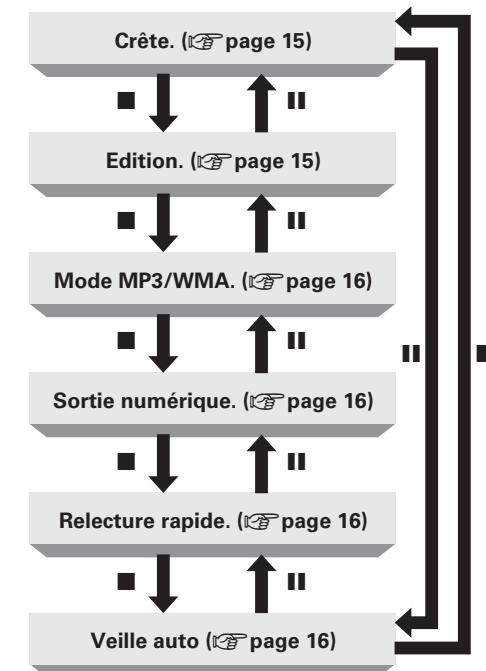 Crête. (☞ page 15)
Edition. (☞ page 15)
Mode MP3/WMA. (☞ page 16)
Sortie numérique. (☞ page 16)
Relecture rapide. (☞ page 16)
Veille auto (☞ page 16)